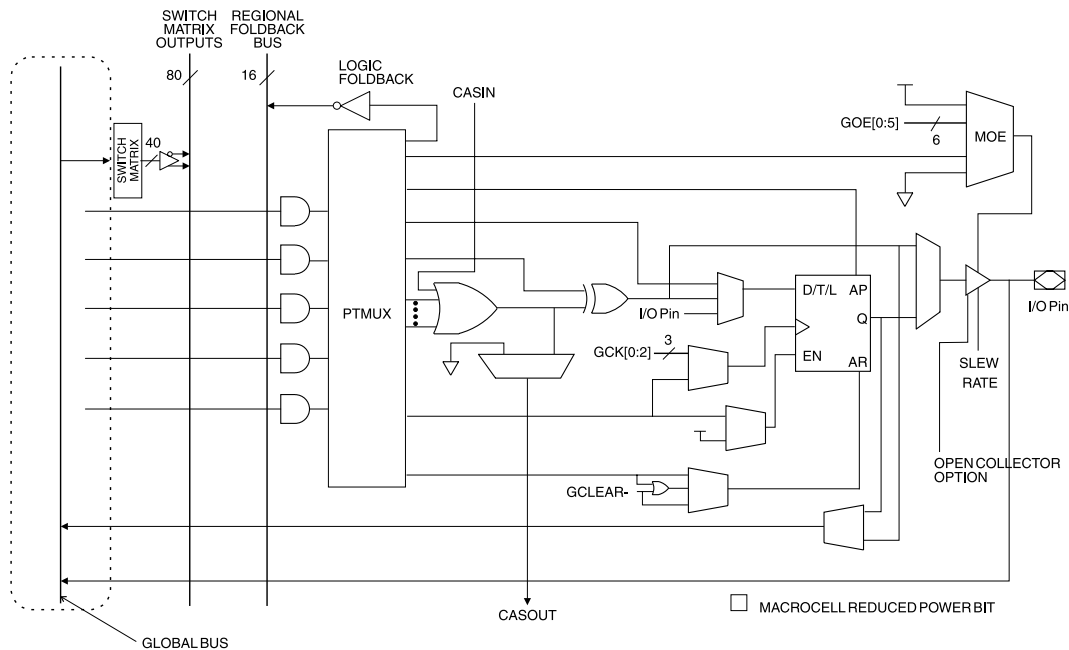 SWITCH
MATRIX
OUTPUTS
REGIONAL
FOLDBACK
BUS
80
16
LOGIC
FOLDBACK
CASIN
SWITCH
MATRIX
40
GOE[0:5]
6
MOE
PTMUX
I/O Pin
D/T/L AP
Q
EN
AR
GCK[0:2]
3
I/O Pin
SLEW
RATE
OPEN COLLECTOR
OPTION
GCLEAR-
CASOUT
MACROCELL REDUCED POWER BIT
GLOBAL BUS